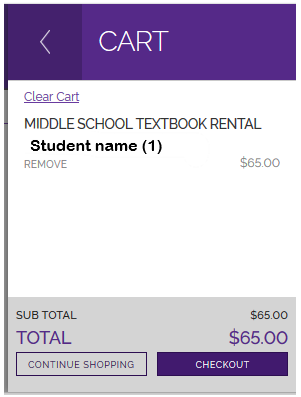 CART
Clear Cart
MIDDLE SCHOOL TEXTBOOK RENTAL
Student name (1)
REMOVE $65.00
SUB TOTAL $65.00
TOTAL $65.00
CONTINUE SHOPPING CHECKOUT